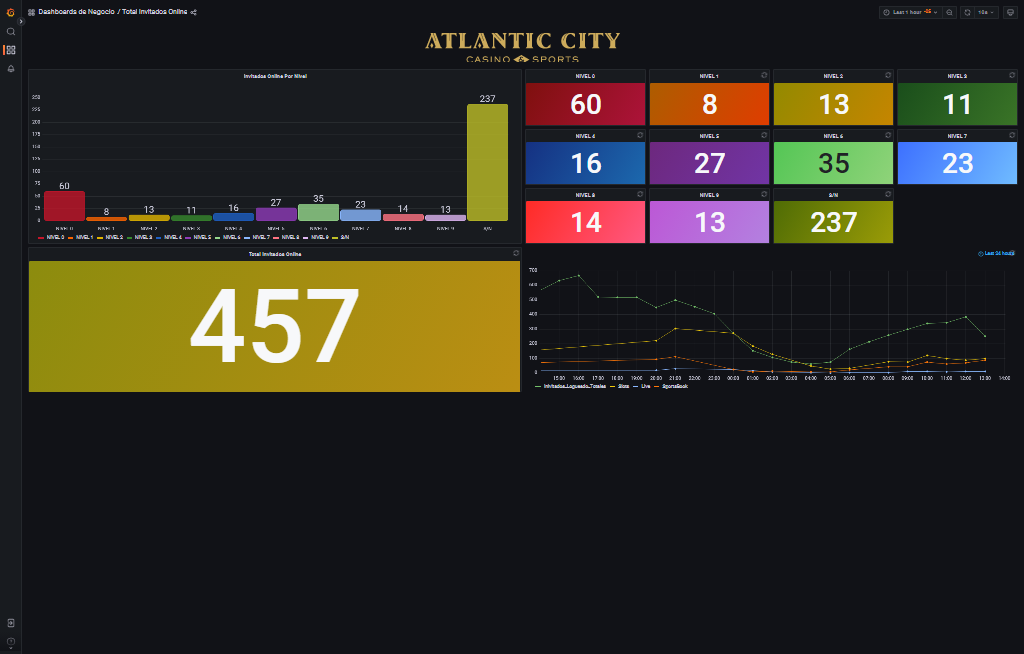 Dashboards de Negocio / Total Invitados Online
Last 1 hour -5h
10s
ATLANTIC CITY
CASINO SPORTS
Invitados Online Por Nivel
250
225
200
175
150
125
100
75
50
25
0
60
8
13
11
16
27
35
23
14
13
237
NIVEL 0 NIVEL 1 NIVEL 2 NIVEL 3 NIVEL 4 NIVEL 5 NIVEL 6 NIVEL 7 NIVEL 8 NIVEL 9 S/N
NIVEL 0 NIVEL 1 NIVEL 2 NIVEL 3 NIVEL 4 NIVEL 5 NIVEL 6 NIVEL 7 NIVEL 8 NIVEL 9 S/N
NIVEL 0
60
NIVEL 1
8
NIVEL 2
13
NIVEL 3
11
NIVEL 4
16
NIVEL 5
27
NIVEL 6
35
NIVEL 7
23
NIVEL 8
14
NIVEL 9
13
S/N
237
Total Invitados Online
457
Last 24 hours
700
600
500
400
300
200
100
0
15:00 16:00 17:00 18:00 19:00 20:00 21:00 22:00 23:00 00:00 01:00 02:00 03:00 04:00 05:00 06:00 07:00 08:00 09:00 10:00 11:00 12:00 13:00 14:00
Invitados_Logueado_Totales Slots Live SportsBook